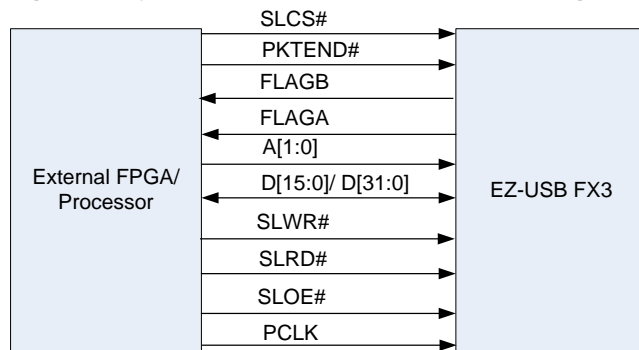 SLCS#
PKTEND#
FLAGB
FLAGA
A[1:0]
External FPGA/
Processor
D[15:0]/ D[31:0]
EZ-USB FX3
SLWR#
SLRD#
SLOE#
PCLK